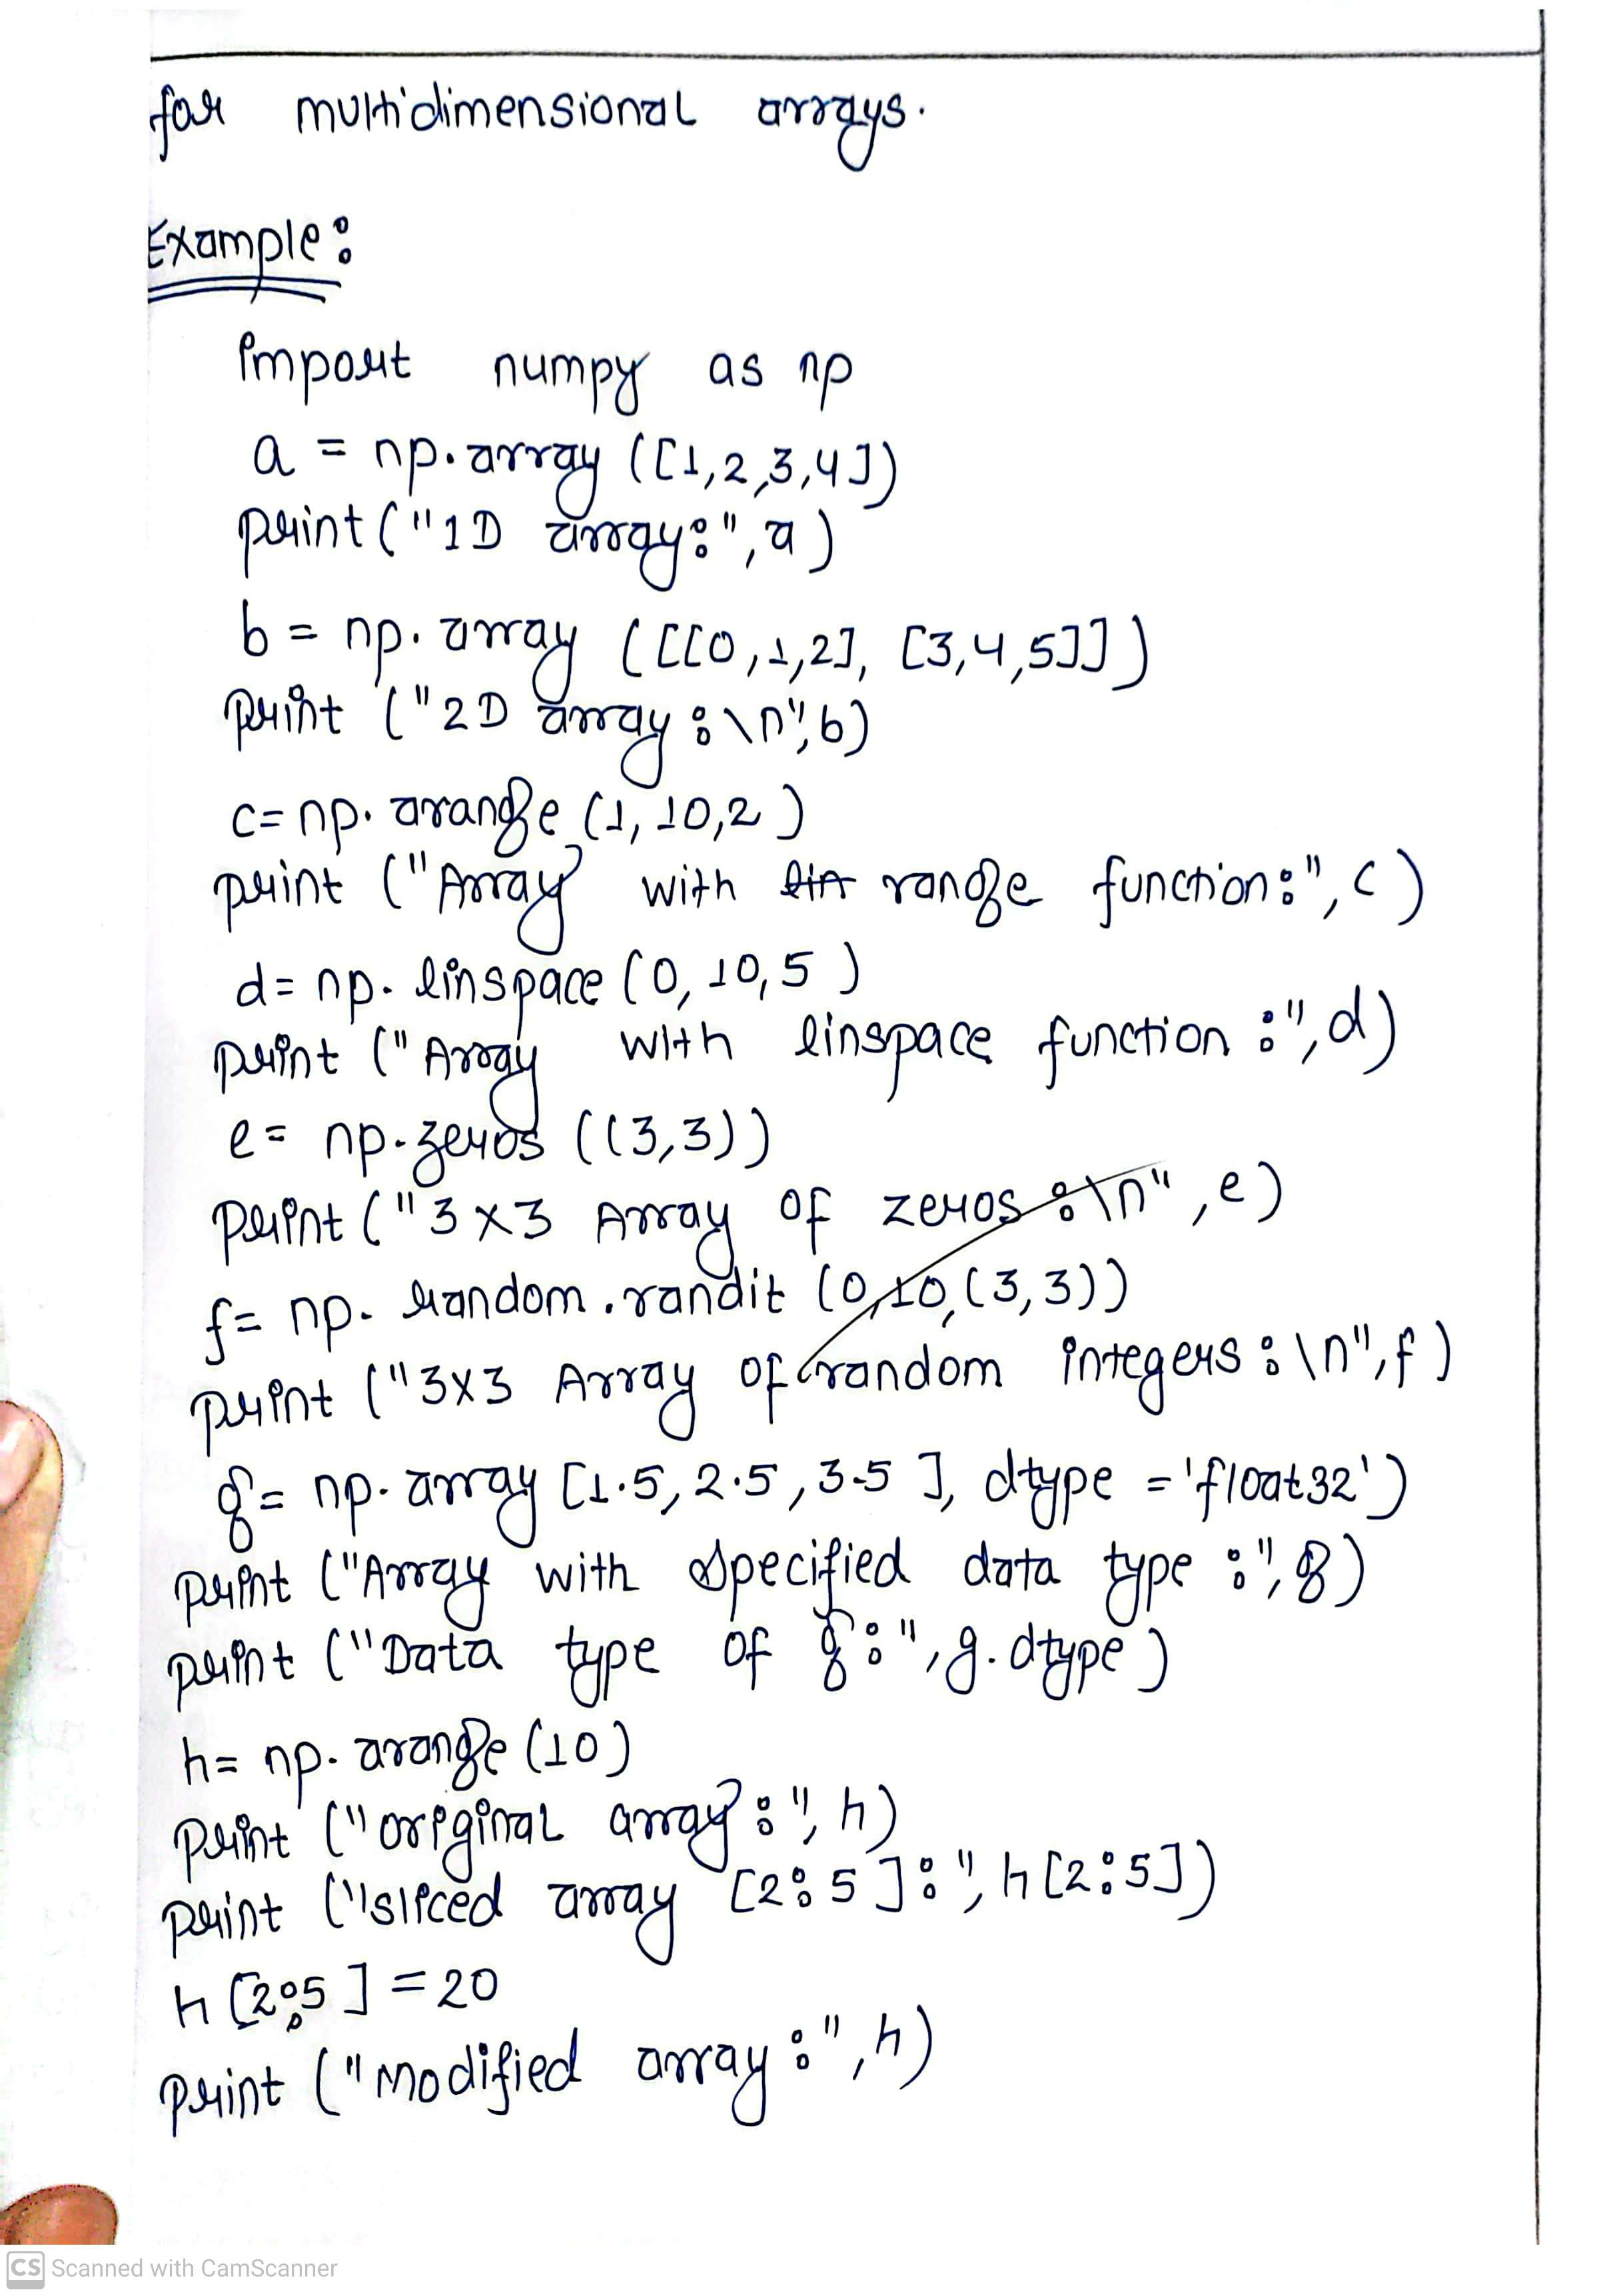 for multidimensional arrays.
Example:
import numpy as np
a = np.array ([1,2,3,4])
print ("1D array:", a)
b = np.array ([[0,1,2], [3,4,5]])
print ("2D array:\n", b)
c= np.arange (1, 10,2 )
print ("Array with range function:", c )
d= np.linspace (0, 10,5 )
print ("Array with linspace function :", d)
e= np.zeros ((3,3))
print ("3x3 Array of zeros :\n" , e)
f= np.random.randit (0,10,(3,3))
print ("3x3 Array of random integers :\n", f )
g= np.array [1.5, 2.5 , 3.5 ], dtype = 'float32')
print ("Array with specified data type :", g)
print ("Data type of g:", g.dtype)
h= np.arange (10)
print ("original array:", h)
print ("sliced array [2:5]:", h[2:5])
h [2:5 ] = 20
print ("modified array :", h)
CS Scanned with CamScanner